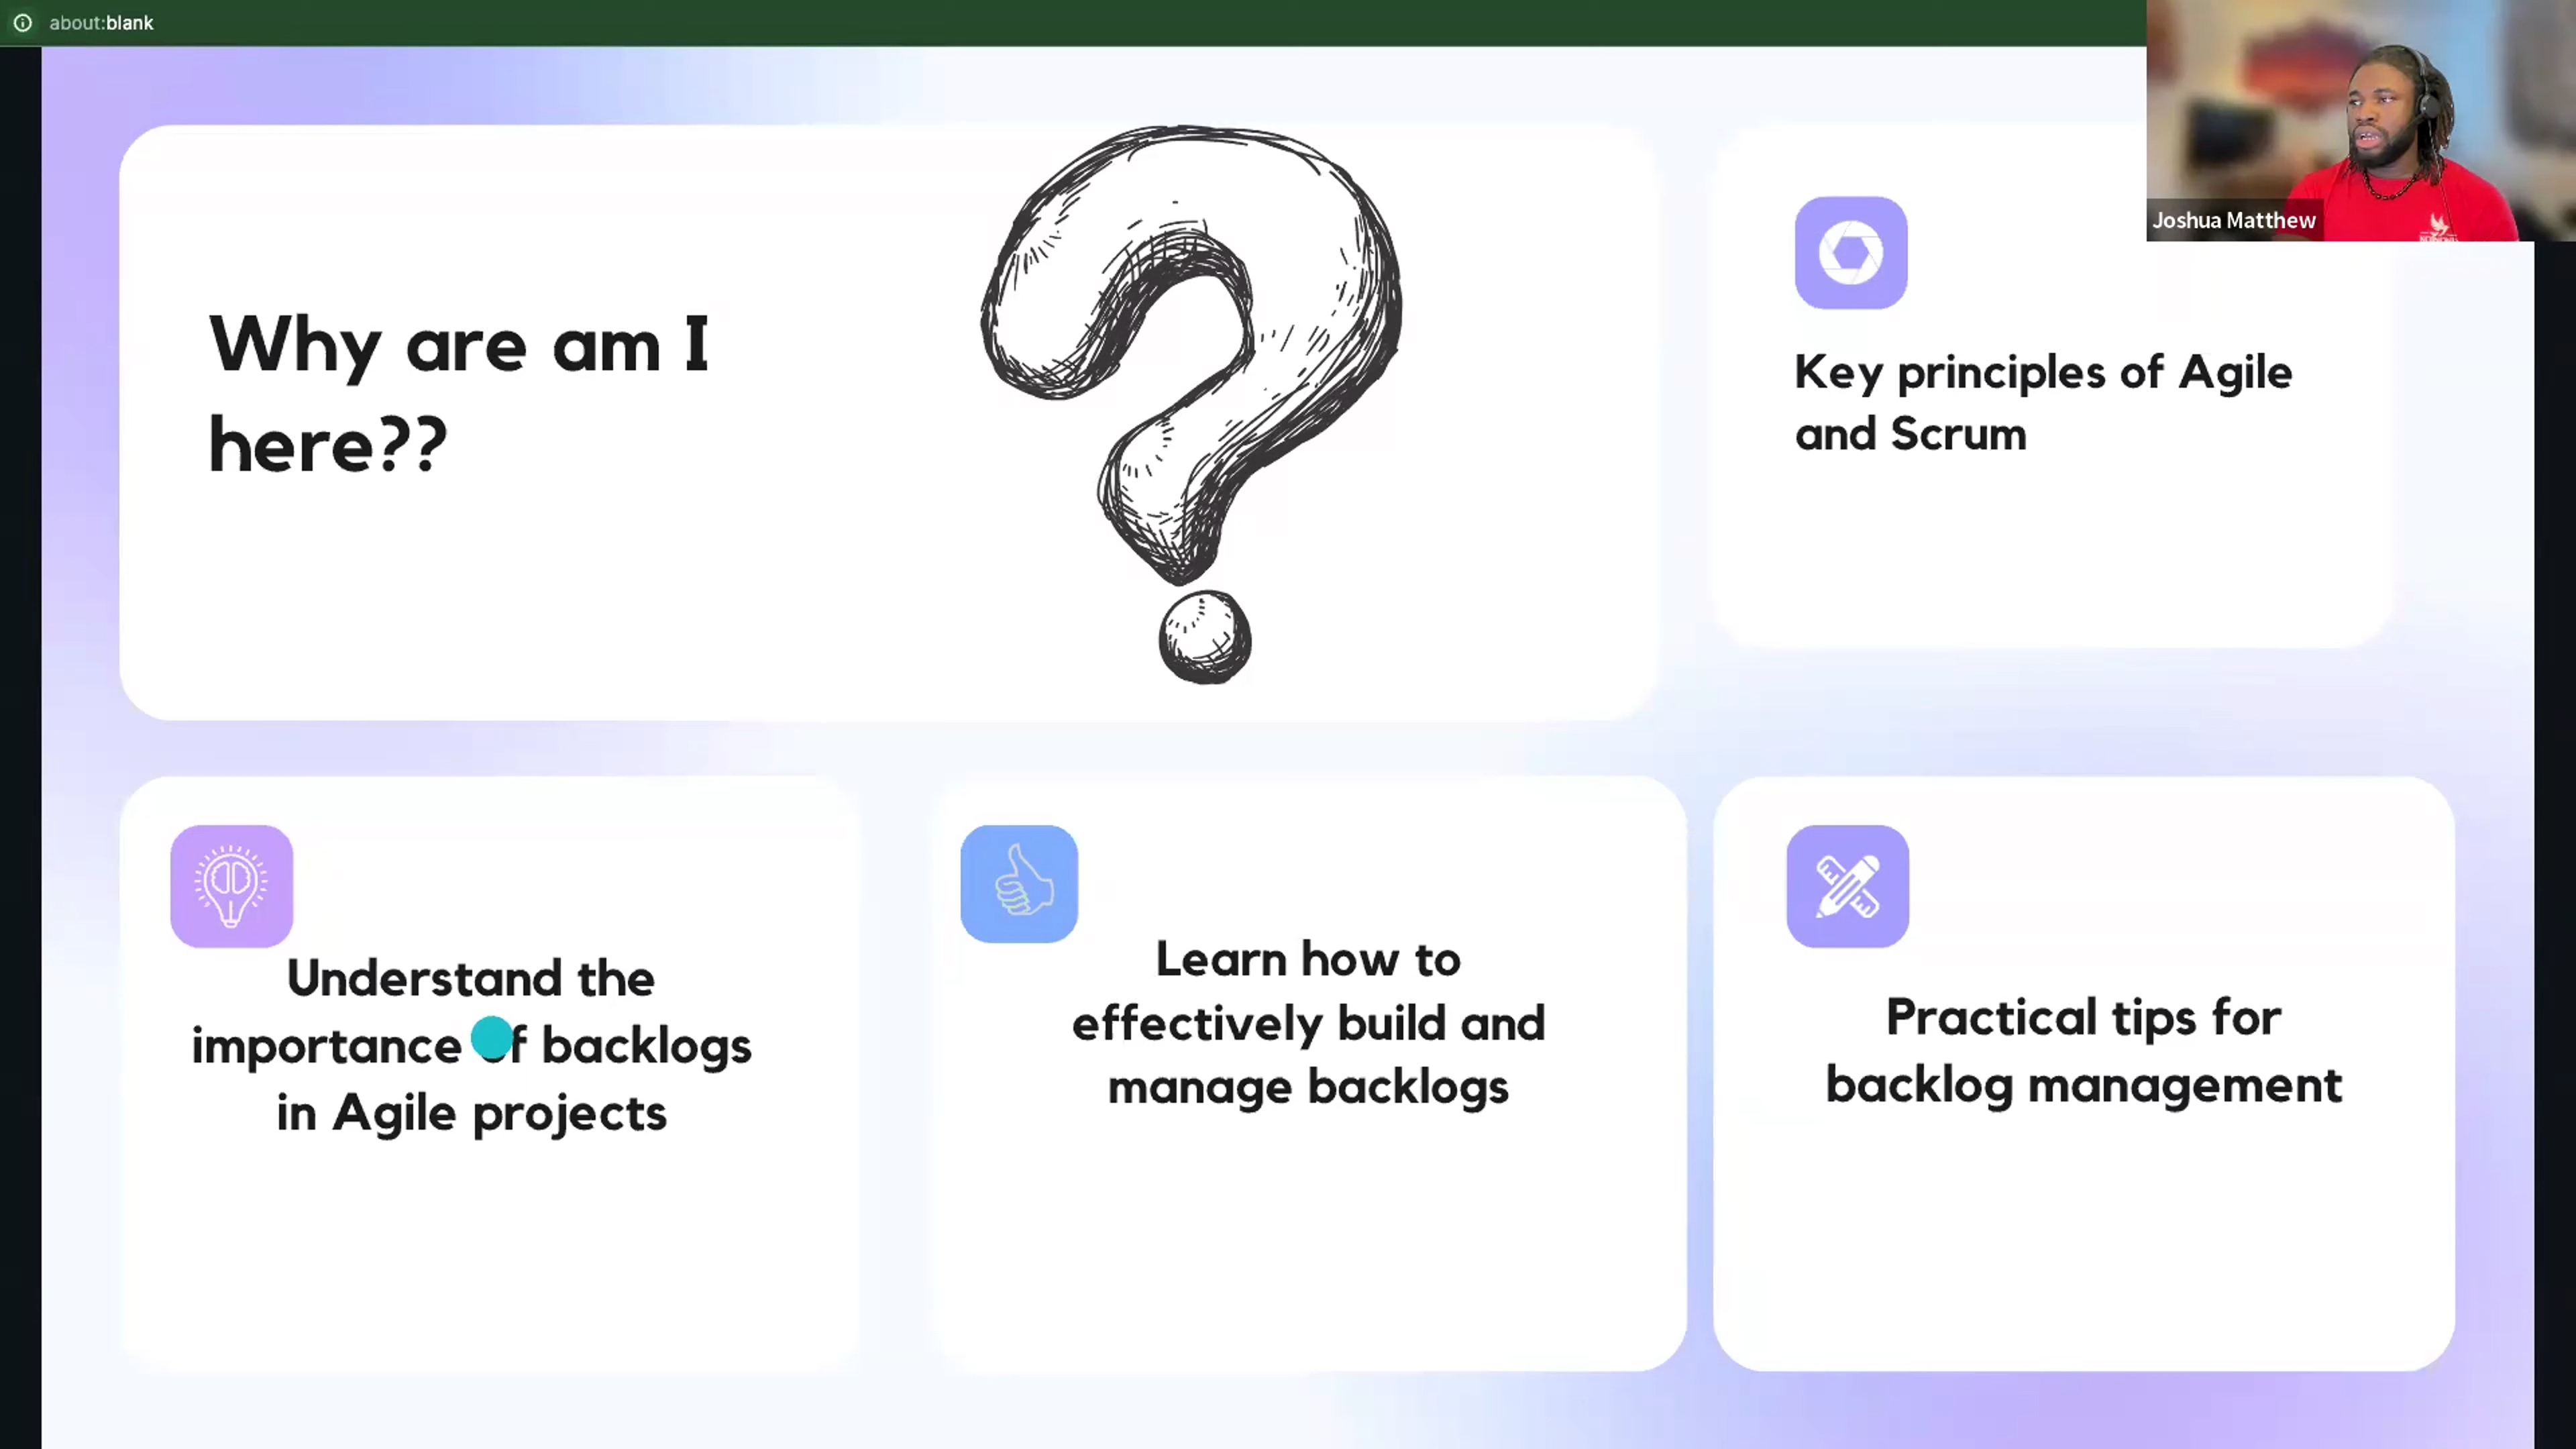 about:blank
Joshua Matthew
Why are am I
here??
Key principles of Agile
and Scrum
Understand the
importance of backlogs
in Agile projects
Learn how to
effectively build and
manage backlogs
Practical tips for
backlog management